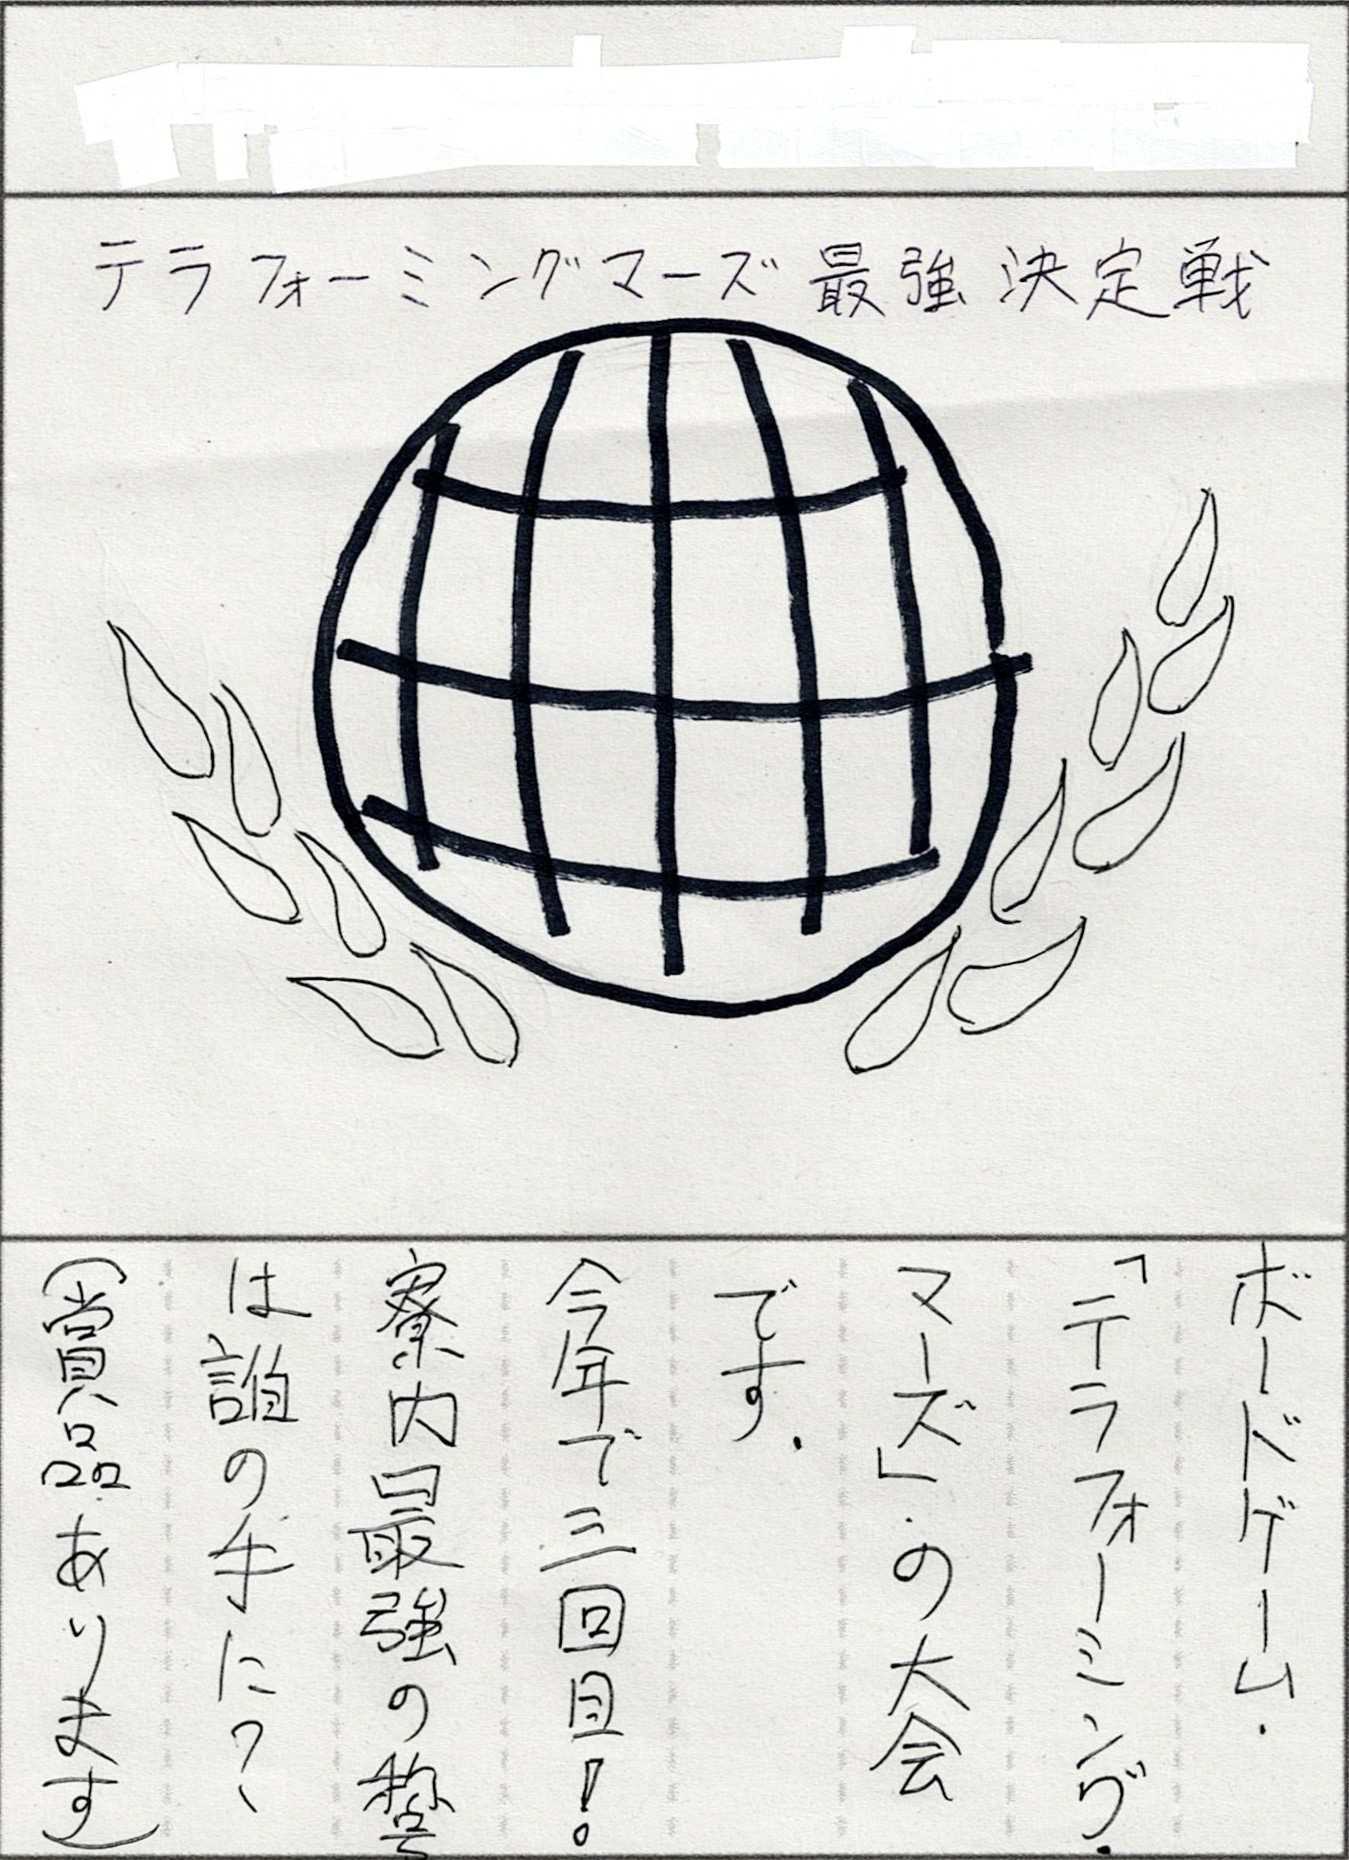 テラフォーミングマーズ最強決定戦
ボードゲーム・
「テラフォーミング・
マーズ」の大会
です.
今年で三回目!
寮内最強の
は誰の手に?
(賞品あります)